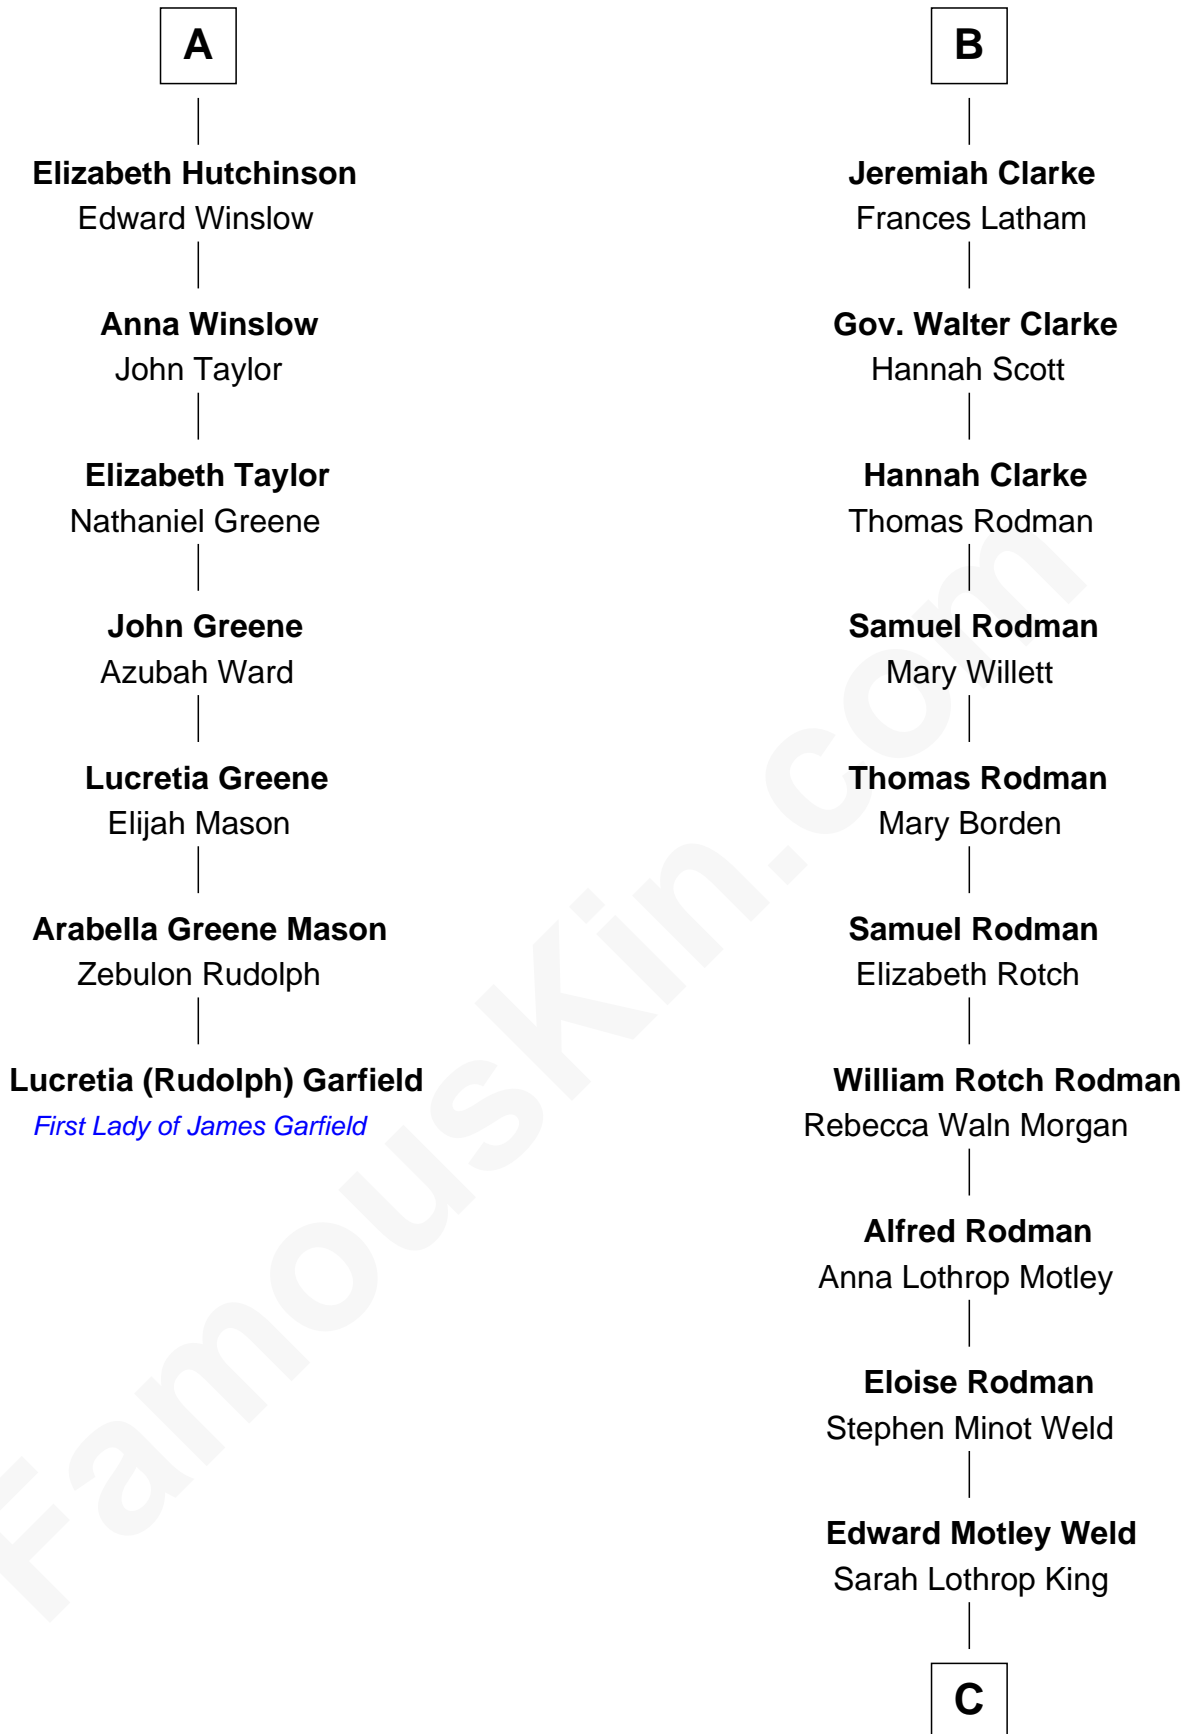 A
Elizabeth Hutchinson
Edward Winslow
Anna Winslow
John Taylor
Elizabeth Taylor
Nathaniel Greene
John Greene
Azubah Ward
Lucretia Greene
Elijah Mason
Arabella Greene Mason
Zebulon Rudolph
Lucretia (Rudolph) Garfield
First Lady of James Garfield
B
Jeremiah Clarke
Frances Latham
Gov. Walter Clarke
Hannah Scott
Hannah Clarke
Thomas Rodman
Samuel Rodman
Mary Willett
Thomas Rodman
Mary Borden
Samuel Rodman
Elizabeth Rotch
William Rotch Rodman
Rebecca Waln Morgan
Alfred Rodman
Anna Lothrop Motley
Eloise Rodman
Stephen Minot Weld
Edward Motley Weld
Sarah Lothrop King
C
FamousKin.com